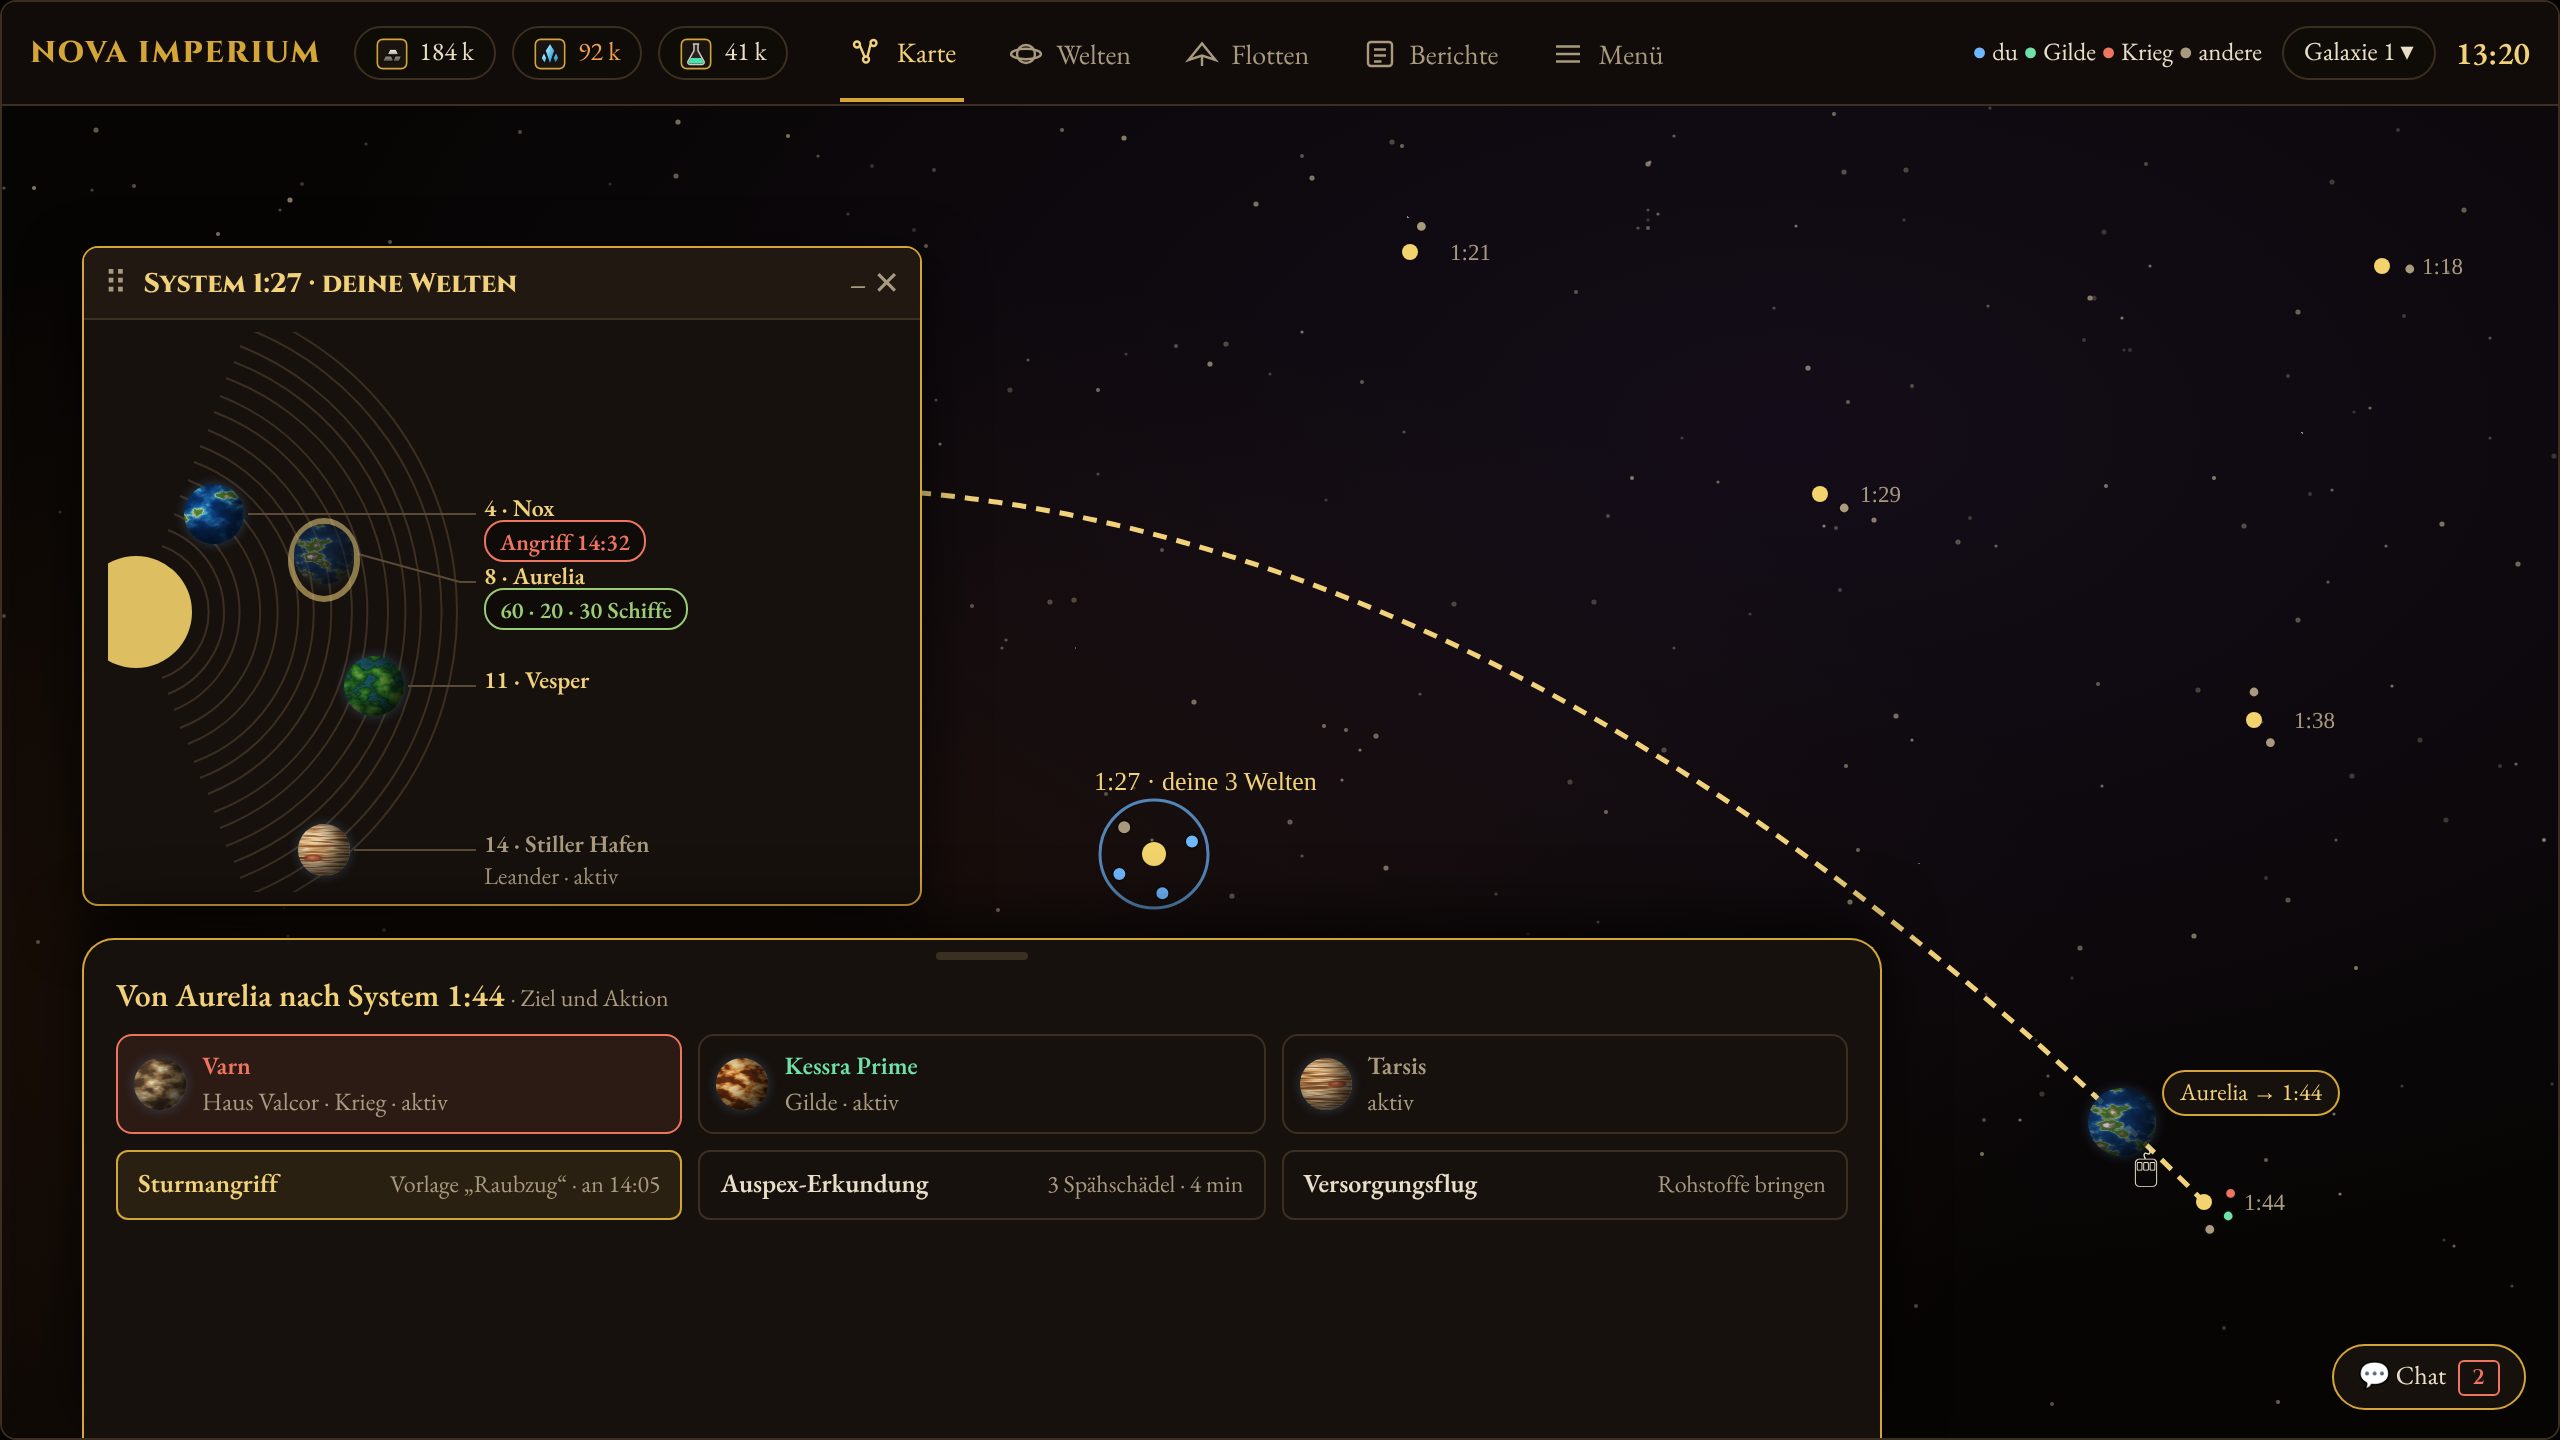 NOVA IMPERIUM 184 k 92 k 41 k Karte Welten Flotten Berichte Menü du Gilde Krieg andere Galaxie 1 ▼ 13:20
System 1:27 · deine Welten – ✕
4 · Nox
Angriff 14:32
8 · Aurelia
60 · 20 · 30 Schiffe
11 · Vesper
14 · Stiller Hafen
Leander · aktiv
1:21
1:18
1:29
1:38
1:27 · deine 3 Welten
Aurelia → 1:44
1:44
Von Aurelia nach System 1:44 · Ziel und Aktion
Varn
Haus Valcor · Krieg · aktiv
Kessra Prime
Gilde · aktiv
Tarsis
aktiv
Sturmangriff Vorlage „Raubzug“ · an 14:05
Auspex-Erkundung 3 Spähschädel · 4 min
Versorgungsflug Rohstoffe bringen
Chat 2